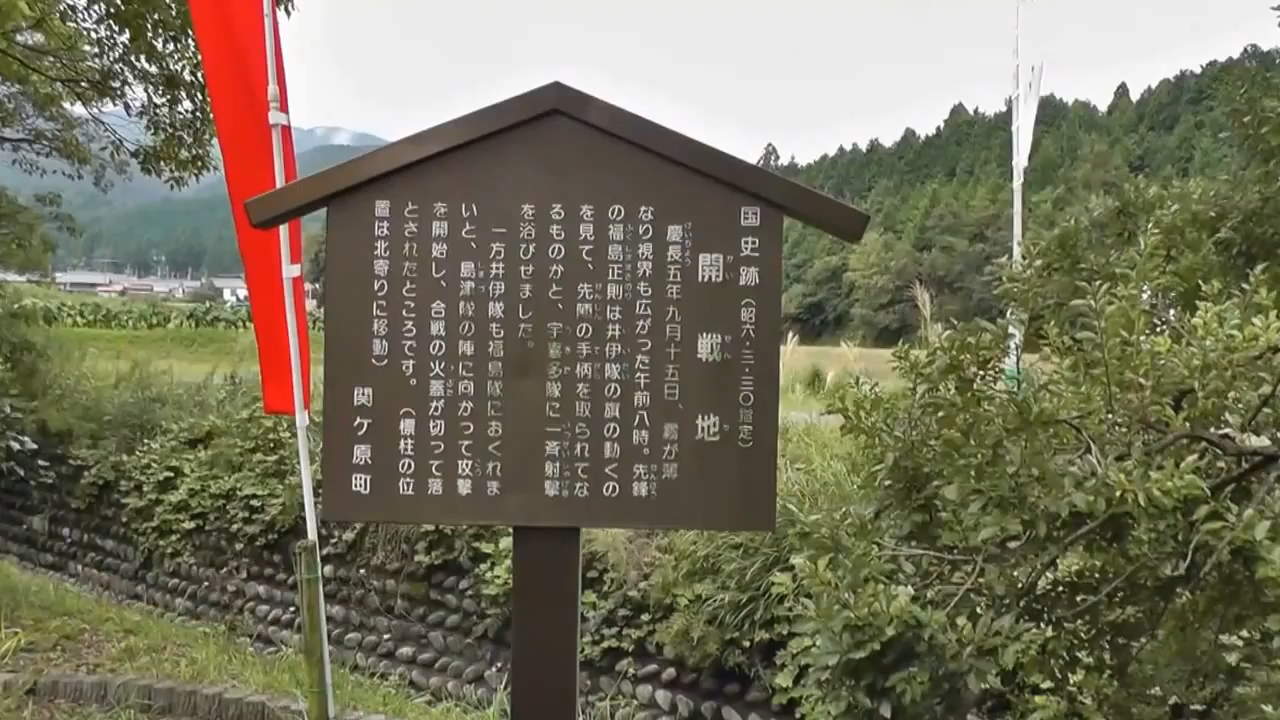 国史跡(昭六・三・三〇指定)
開戦地
慶長五年九月十五日、霧が薄
なり視界も広がった午前八時。先鋒
の福島正則は井伊隊の旗の動くの
を見て、先陣の手柄を取られてな
るものかと、宇喜多隊に一斉射撃
を浴びせました。
一方井伊隊も福島隊におくれま
いと、島津隊の陣に向かって攻撃
を開始し、合戦の火蓋が切って落
とされたところです。(標柱の位
置は北寄りに移動)
関ケ原町